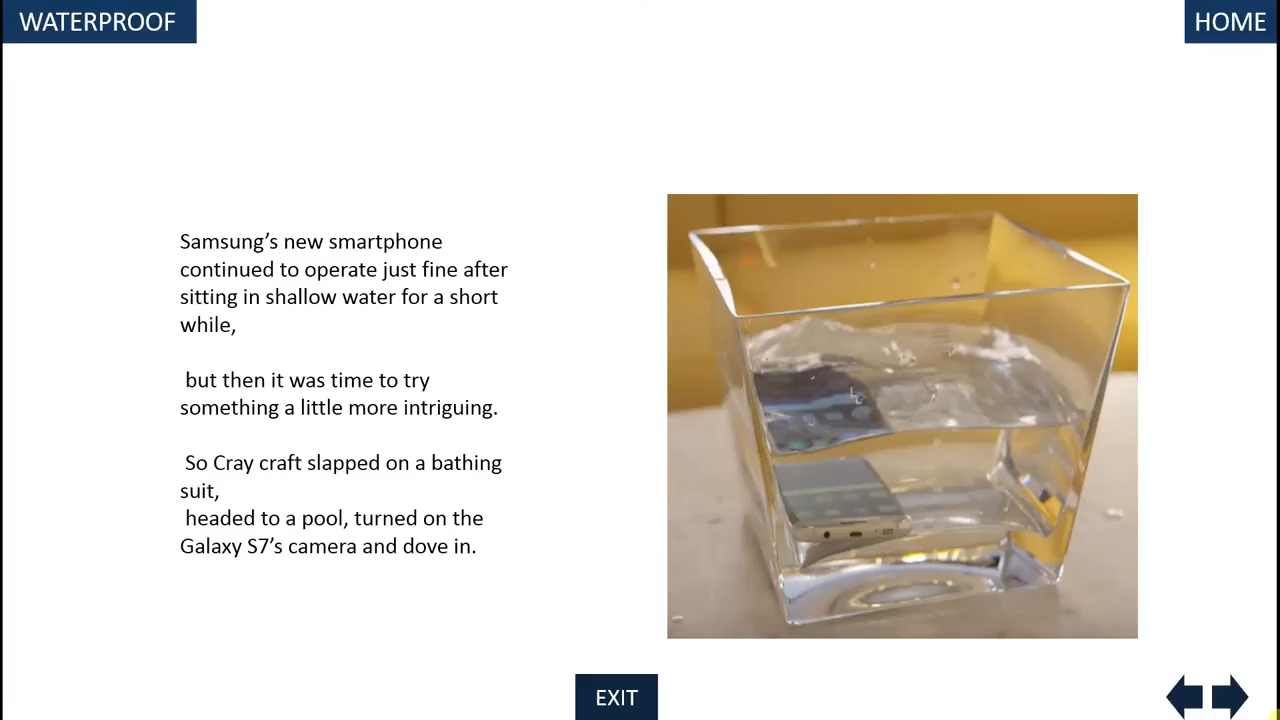 WATERPROOF
HOME
Samsung’s new smartphone
continued to operate just fine after
sitting in shallow water for a short
while,
but then it was time to try
something a little more intriguing.
So Cray craft slapped on a bathing
suit,
headed to a pool, turned on the
Galaxy S7’s camera and dove in.
EXIT